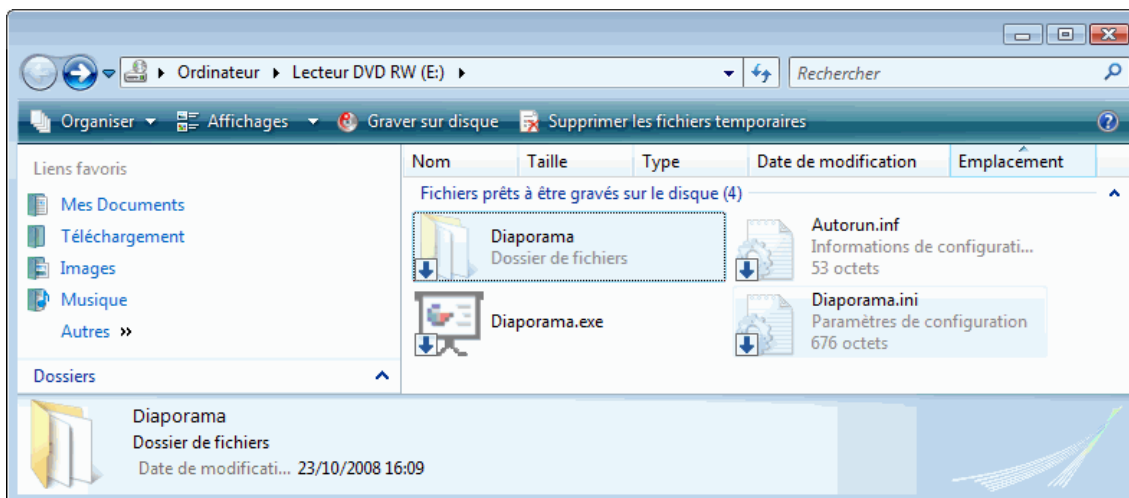 Ordinateur Lecteur DVD RW (E:) Rechercher
Organiser Affichages Graver sur disque Supprimer les fichiers temporaires
Liens favoris
Mes Documents
Téléchargement
Images
Musique
Autres »
Dossiers
Nom Taille Type Date de modification Emplacement
Fichiers prêts à être gravés sur le disque (4)
Diaporama
Dossier de fichiers
Autorun.inf
Informations de configurati...
53 octets
Diaporama.exe
Diaporama.ini
Paramètres de configuration
676 octets
Diaporama
Dossier de fichiers
Date de modificati... 23/10/2008 16:09